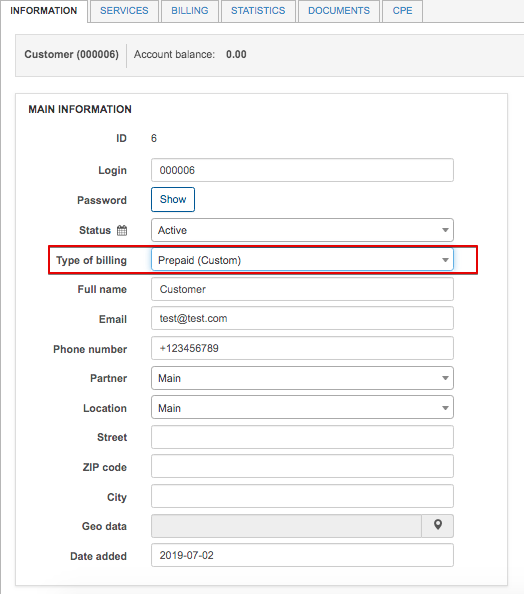 INFORMATION SERVICES BILLING STATISTICS DOCUMENTS CPE
Customer (000006) Account balance: 0.00
MAIN INFORMATION
ID 6
Login 000006
Password Show
Status Active
Type of billing Prepaid (Custom)
Full name Customer
Email test@test.com
Phone number +123456789
Partner Main
Location Main
Street
ZIP code
City
Geo data
Date added 2019-07-02